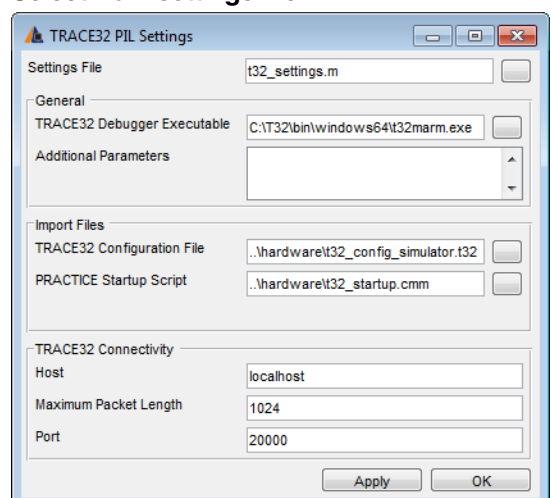 TRACE32 PIL Settings
Settings File
t32_settings.m
General
TRACE32 Debugger Executable
C:\T32\bin\windows64\t32marm.exe
Additional Parameters
Import Files
TRACE32 Configuration File
..\hardware\t32_config_simulator.t32
PRACTICE Startup Script
..\hardware\t32_startup.cmm
TRACE32 Connectivity
Host
localhost
Maximum Packet Length
1024
Port
20000
Apply
OK